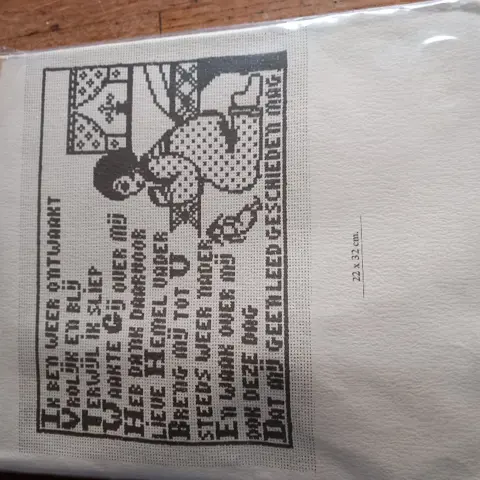 IK BEN WEER ONTWAAKT
VROLIJK EN BLIJ
TERWIJL IK SLIEP
WAAKTE GIJ OVER MIJ
HEB DANK DAARVOOR
LIEVE HEMEL VADER
BRENG MIJ TOT U
STEEDS WEER NADER
EN WAAK OVER MIJ
OOK DEZE DAG
DAT MIJ GEEN LEED GESCHIEDEN MAG
22 x 32 cm.